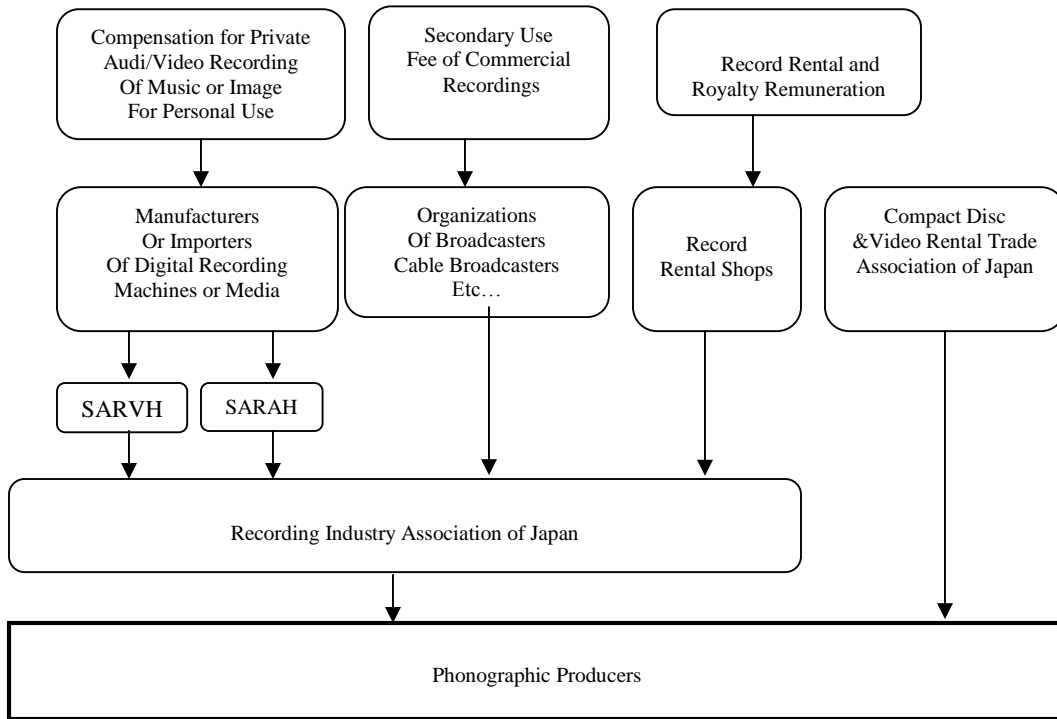 Compensation for Private
Audi/Video Recording
Of Music or Image
For Personal Use
Secondary Use
Fee of Commercial
Recordings
Record Rental and
Royalty Remuneration
Manufacturers
Or Importers
Of Digital Recording
Machines or Media
Organizations
Of Broadcasters
Cable Broadcasters
Etc…
Record
Rental Shops
Compact Disc
&Video Rental Trade
Association of Japan
SARVH
SARAH
Recording Industry Association of Japan
Phonographic Producers